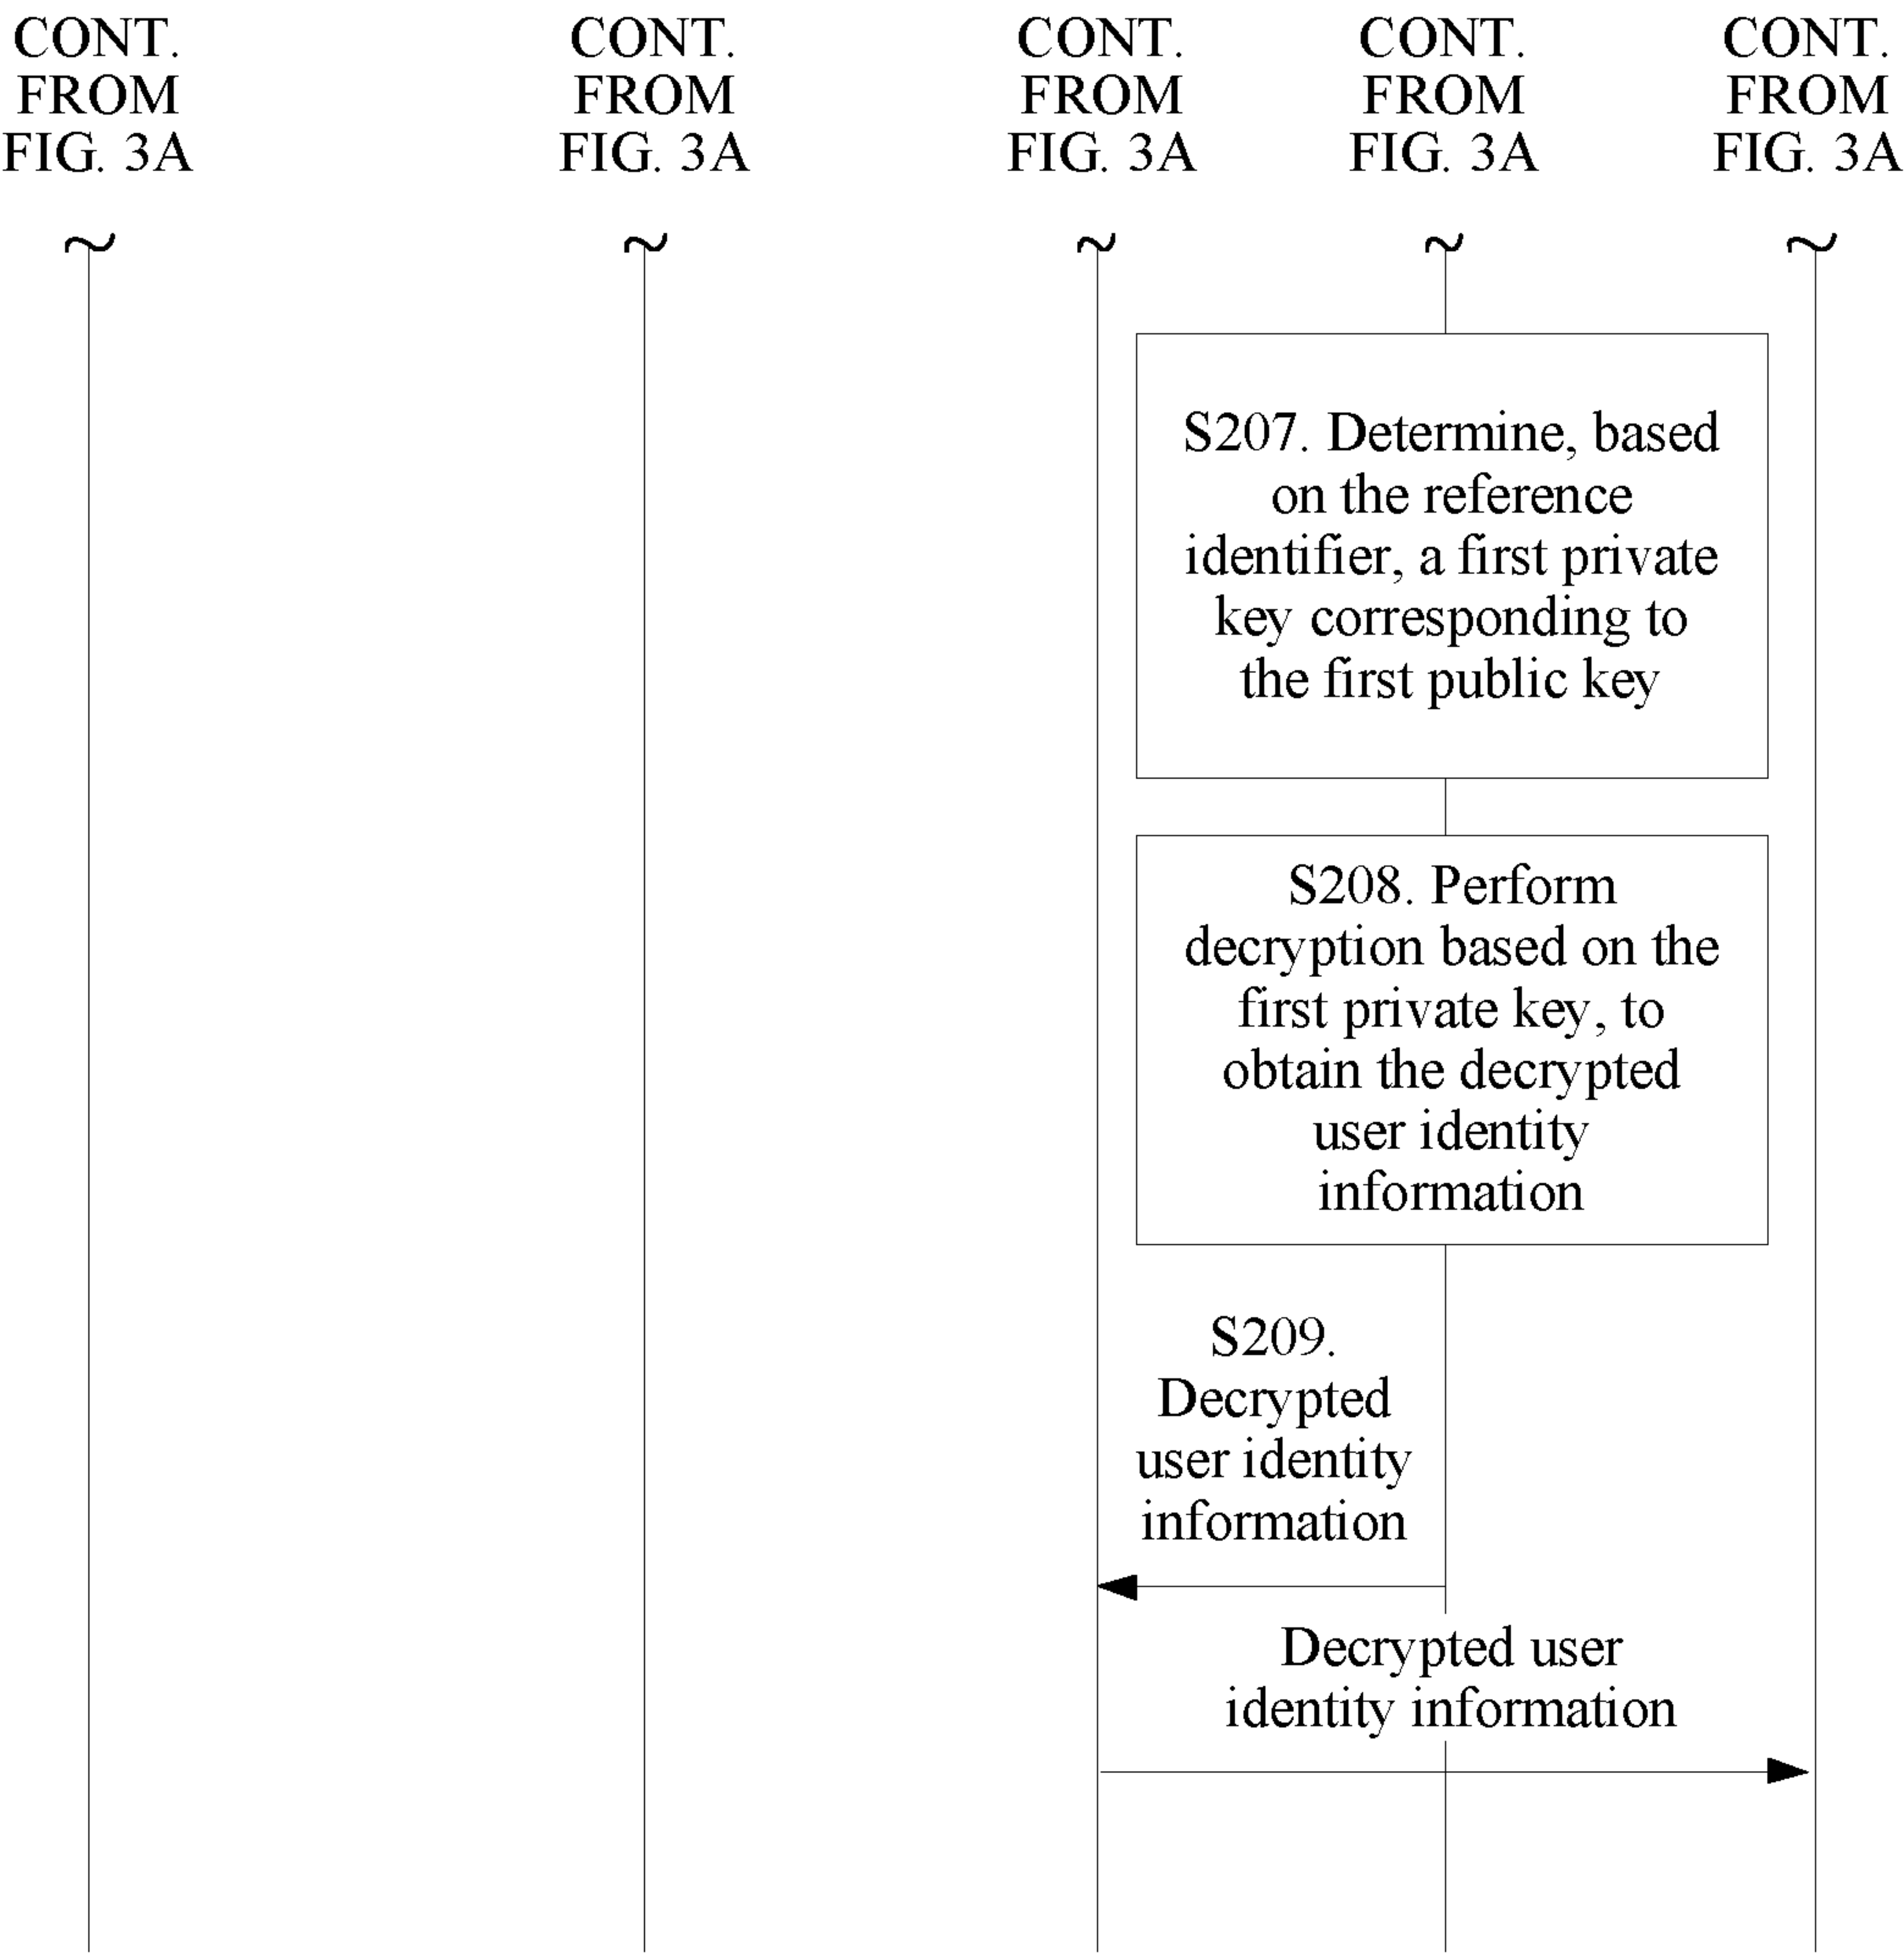 CONT.
FROM
FIG. 3A
CONT.
FROM
FIG. 3A
CONT.
FROM
FIG. 3A
CONT.
FROM
FIG. 3A
CONT.
FROM
FIG. 3A
S207. Determine, based
on the reference
identifier, a first private
key corresponding to
the first public key
S208. Perform
decryption based on the
first private key, to
obtain the decrypted
user identity
information
S209.
Decrypted
user identity
information
Decrypted user
identity information